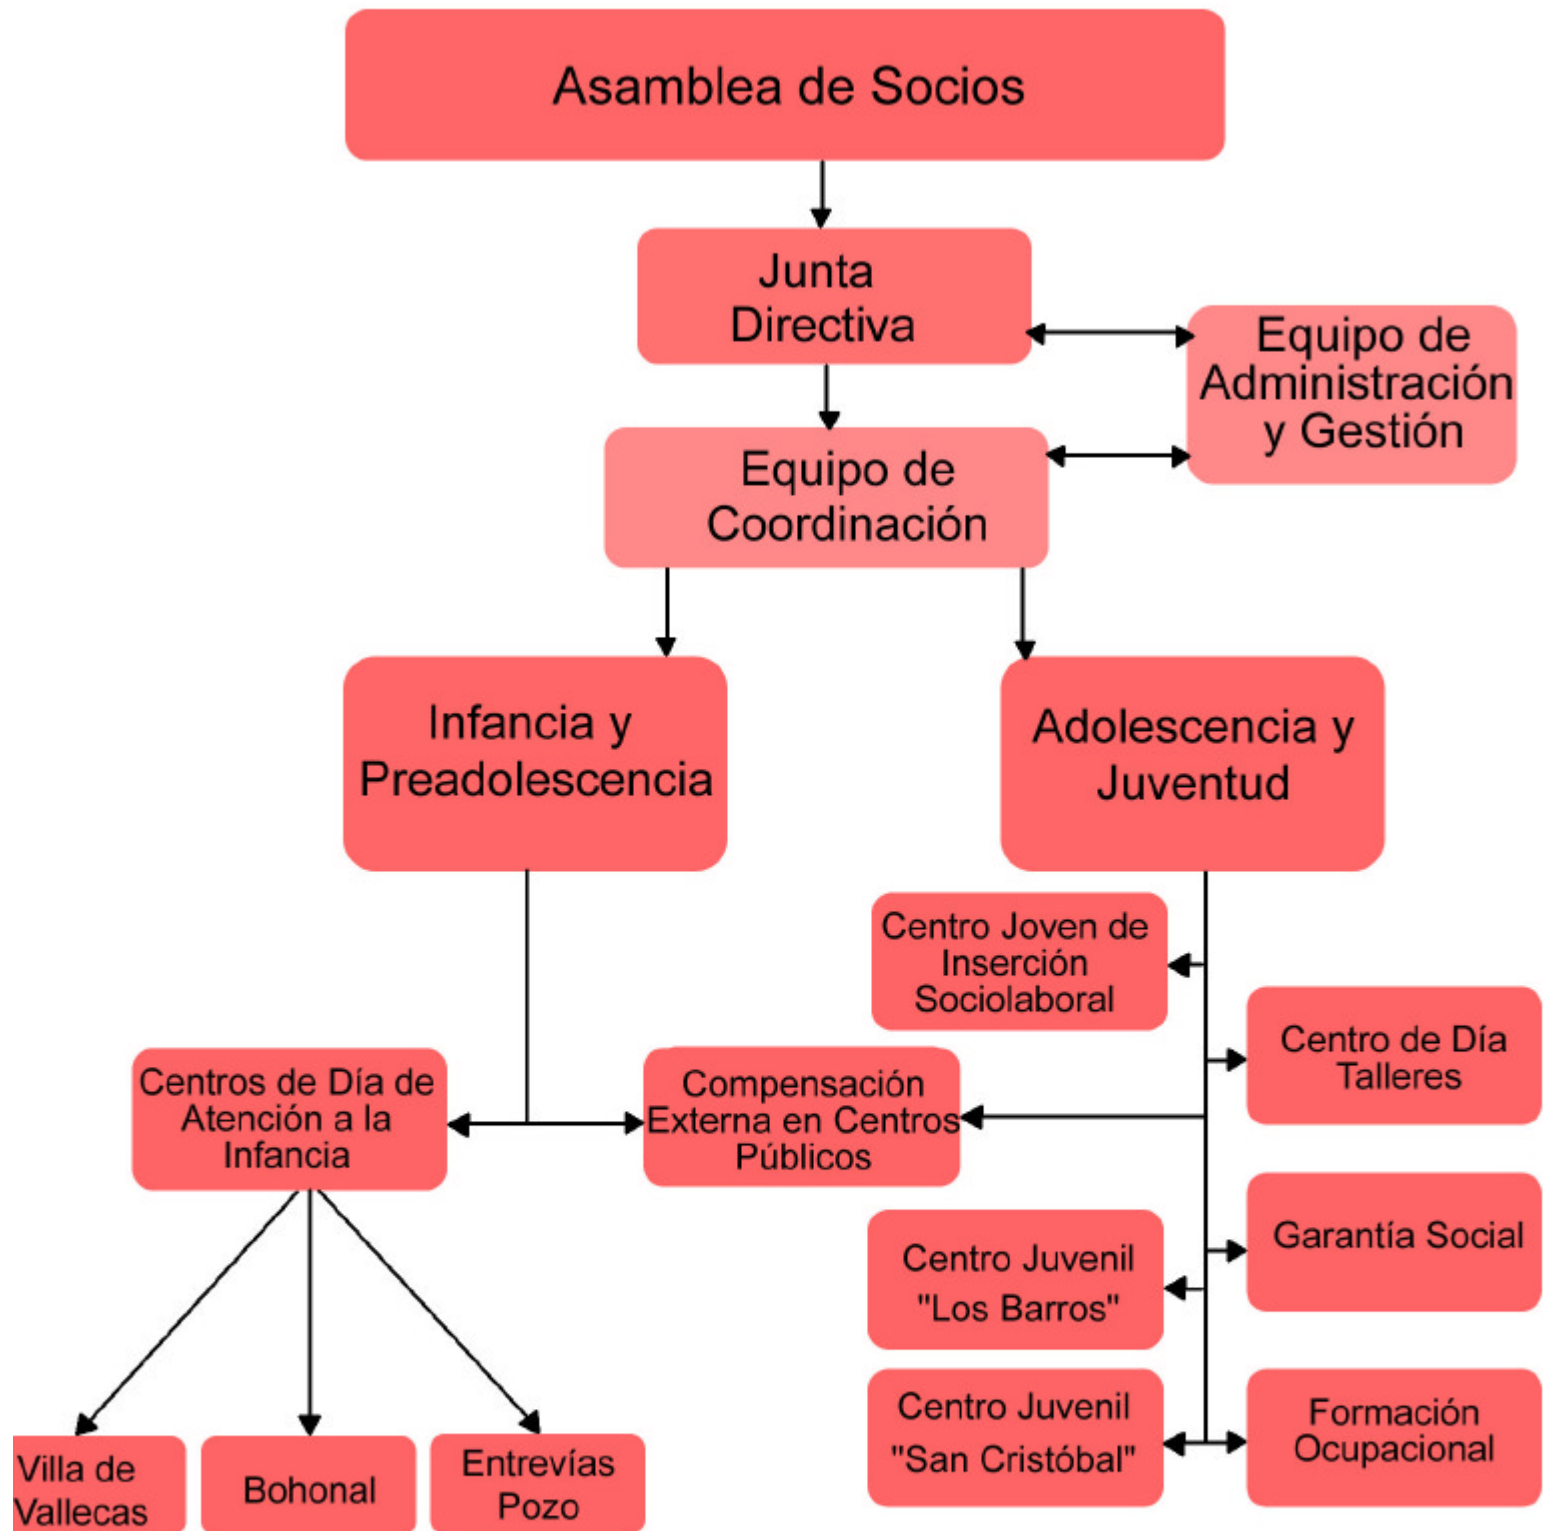 Asamblea de Socios
Junta
Directiva
Equipo de
Administración
y Gestión
Equipo de
Coordinación
Infancia y
Preadolescencia
Adolescencia y
Juventud
Centro Joven de
Inserción
Sociolaboral
Centro de Día
Talleres
Centros de Día de
Atención a la
Infancia
Compensación
Externa en Centros
Públicos
Garantía Social
Centro Juvenil
"Los Barros"
Centro Juvenil
"San Cristóbal"
Formación
Ocupacional
Villa de
Vallecas
Bohonal
Entrevías
Pozo